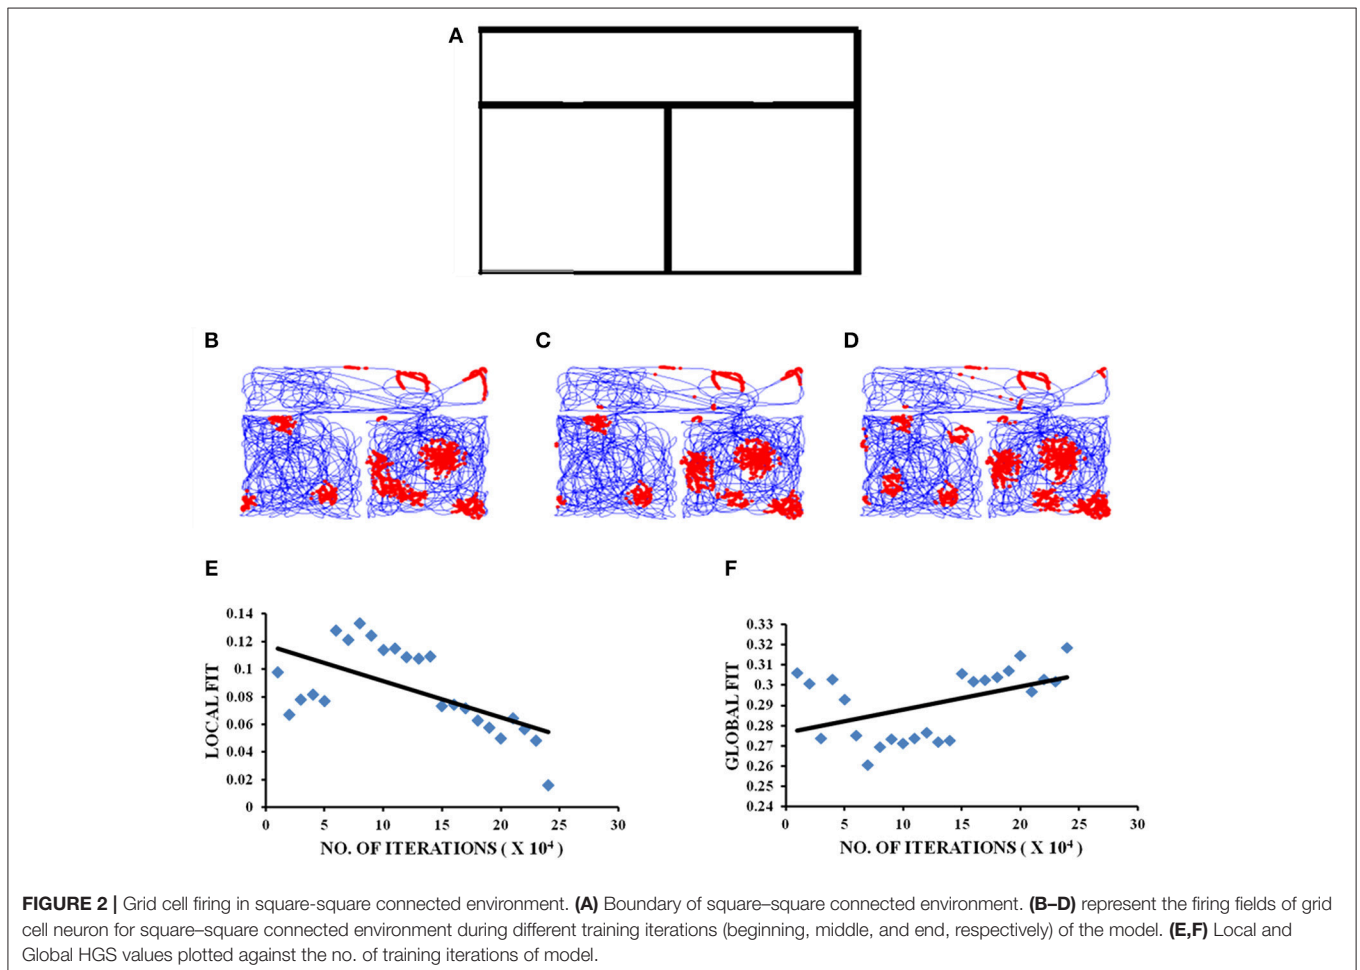 A
B
C
D
E
F
LOCAL FIT
0.14
0.12
0.1
0.08
0.06
0.04
0.02
0
0 5 10 15 20 25 30
NO. OF ITERATIONS ( X 10⁴ )
GLOBAL FIT
0.33
0.32
0.31
0.3
0.29
0.28
0.27
0.26
0.25
0.24
0 5 10 15 20 25 30
NO. OF ITERATIONS ( X 10⁴ )
FIGURE 2 | Grid cell firing in square-square connected environment. (A) Boundary of square–square connected environment. (B–D) represent the firing fields of grid
cell neuron for square–square connected environment during different training iterations (beginning, middle, and end, respectively) of the model. (E,F) Local and
Global HGS values plotted against the no. of training iterations of model.